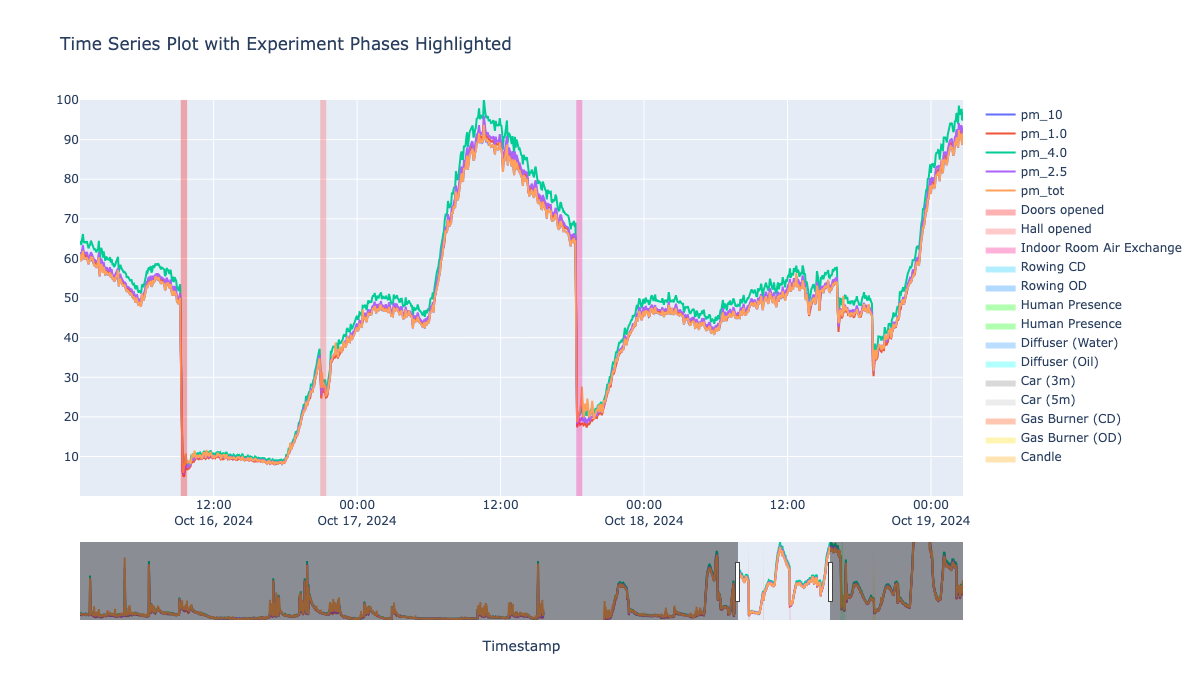 Time Series Plot with Experiment Phases Highlighted
100
90
80
70
60
50
40
30
20
10
12:00
Oct 16, 2024
00:00
Oct 17, 2024
12:00
00:00
Oct 18, 2024
12:00
00:00
Oct 19, 2024
Timestamp
pm_10
pm_1.0
pm_4.0
pm_2.5
pm_tot
Doors opened
Hall opened
Indoor Room Air Exchange
Rowing CD
Rowing OD
Human Presence
Human Presence
Diffuser (Water)
Diffuser (Oil)
Car (3m)
Car (5m)
Gas Burner (CD)
Gas Burner (OD)
Candle